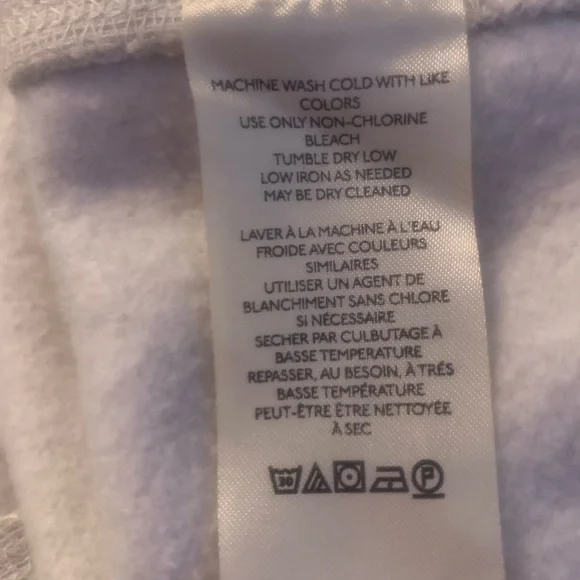 MACHINE WASH COLD WITH LIKE
COLORS
USE ONLY NON-CHLORINE
BLEACH
TUMBLE DRY LOW
LOW IRON AS NEEDED
MAY BE DRY CLEANED
LAVER À LA MACHINE À L'EAU
FROIDE AVEC COULEURS
SIMILAIRES
UTILISER UN AGENT DE
BLANCHIMENT SANS CHLORE
SI NÉCESSAIRE
SECHER PAR CULBUTAGE À
BASSE TEMPERATURE
REPASSER, AU BESOIN, À TRÉS
BASSE TEMPÉRATURE
PEUT-ÊTRE ÊTRE NETTOYÉE
À SEC
30 P